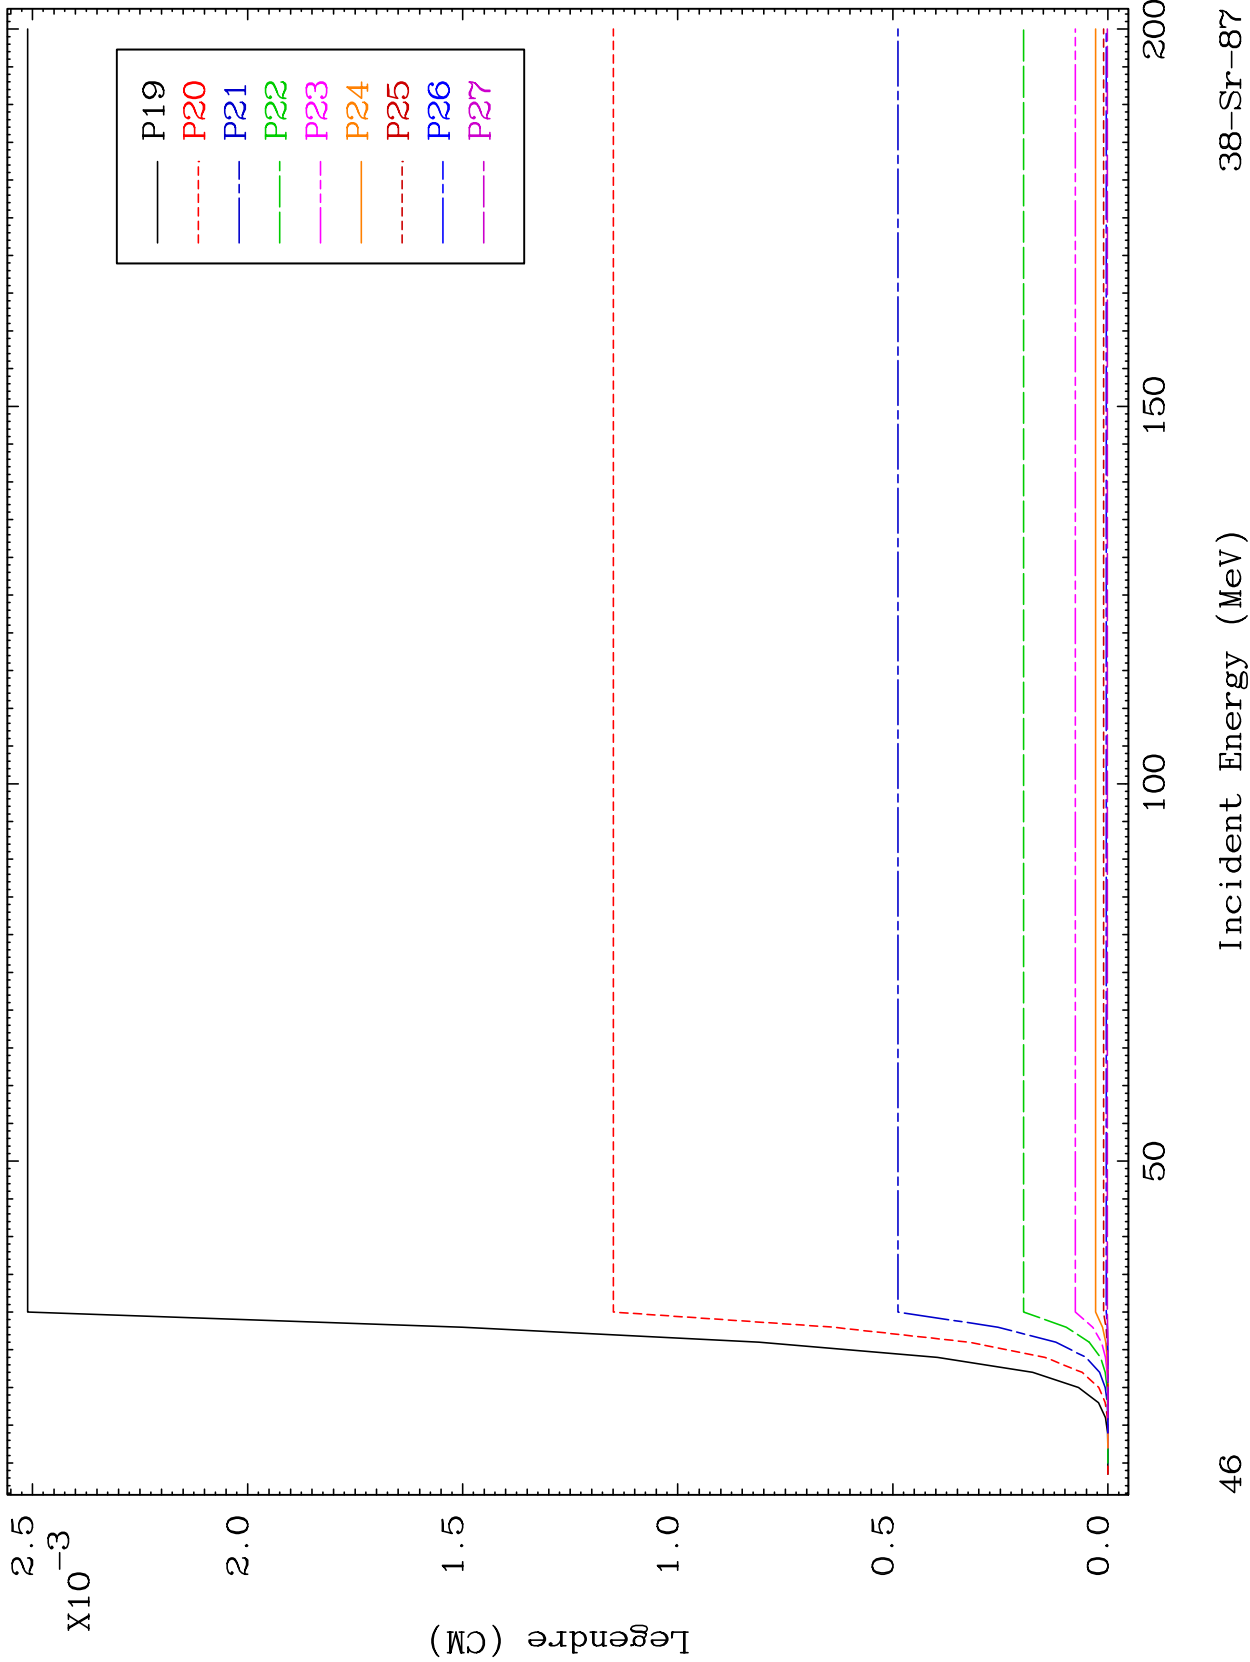 P19
P20
P21
P22
P23
P24
P25
P26
P27
2.5
X10 -3
2.0
1.5
1.0
0.5
0.0
Legendre (CM)
50
100
150
200
Incident Energy (MeV)
46
38-Sr-87